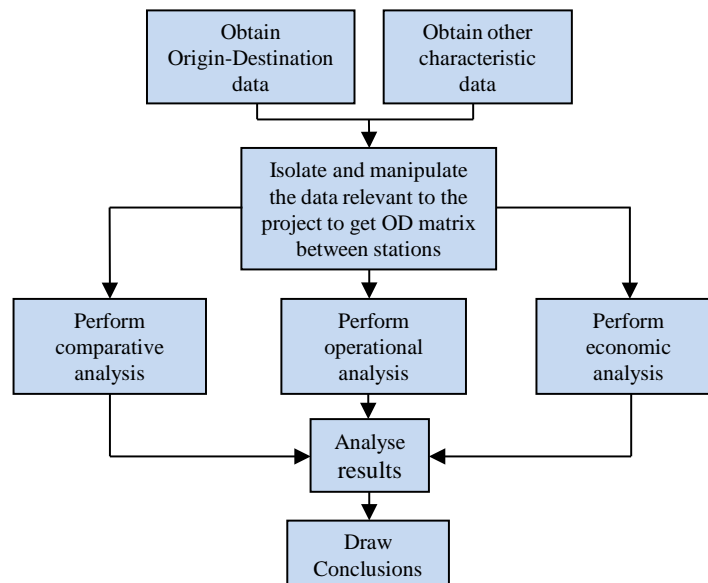 Obtain
Origin-Destination
data
Obtain other
characteristic
data
Isolate and manipulate
the data relevant to the
project to get OD matrix
between stations
Perform
comparative
analysis
Perform
operational
analysis
Perform
economic
analysis
Analyse
results
Draw
Conclusions